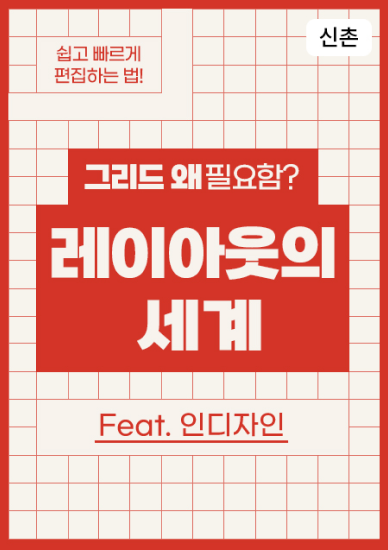 신촌
쉽고 빠르게
편집하는 법!
그리드 왜 필요함?
레이아웃의
세계
Feat. 인디자인